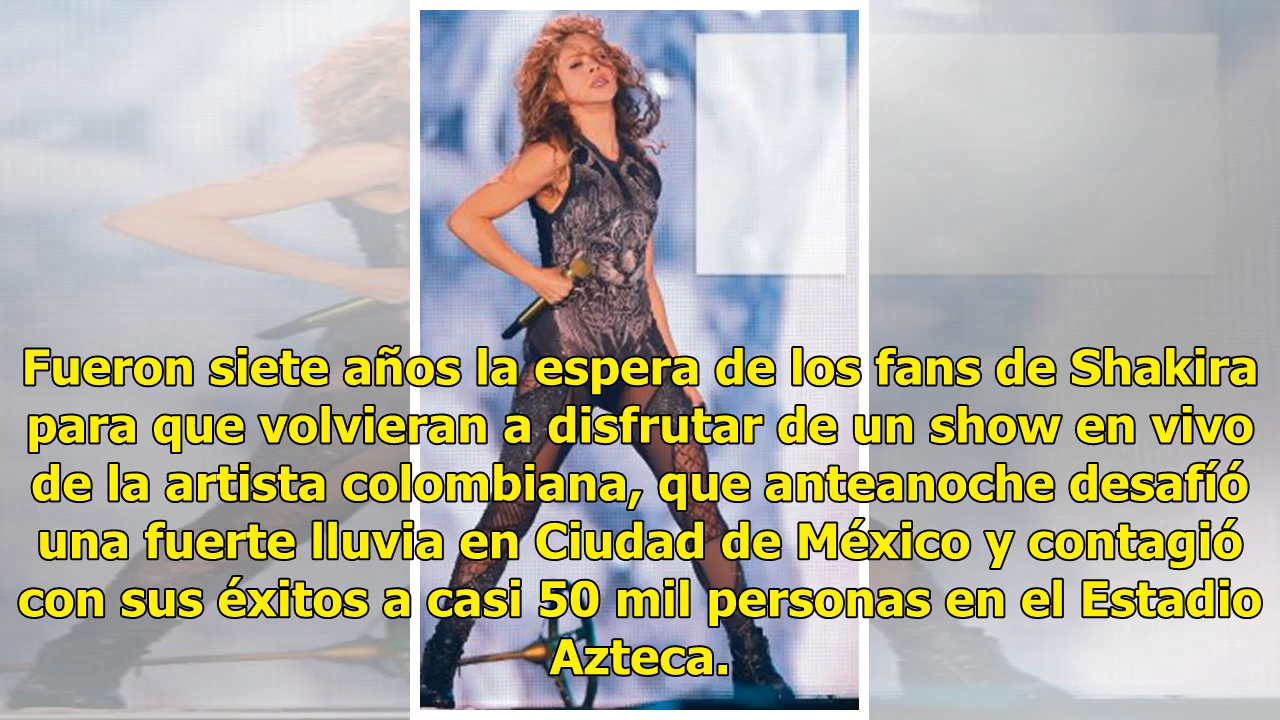 Fueron siete años la espera de los fans de Shakira
para que volvieran a disfrutar de un show en vivo
de la artista colombiana, que anteanoche desafíó
una fuerte lluvia en Ciudad de México y contagió
con sus éxitos a casi 50 mil personas en el Estadio
Azteca.